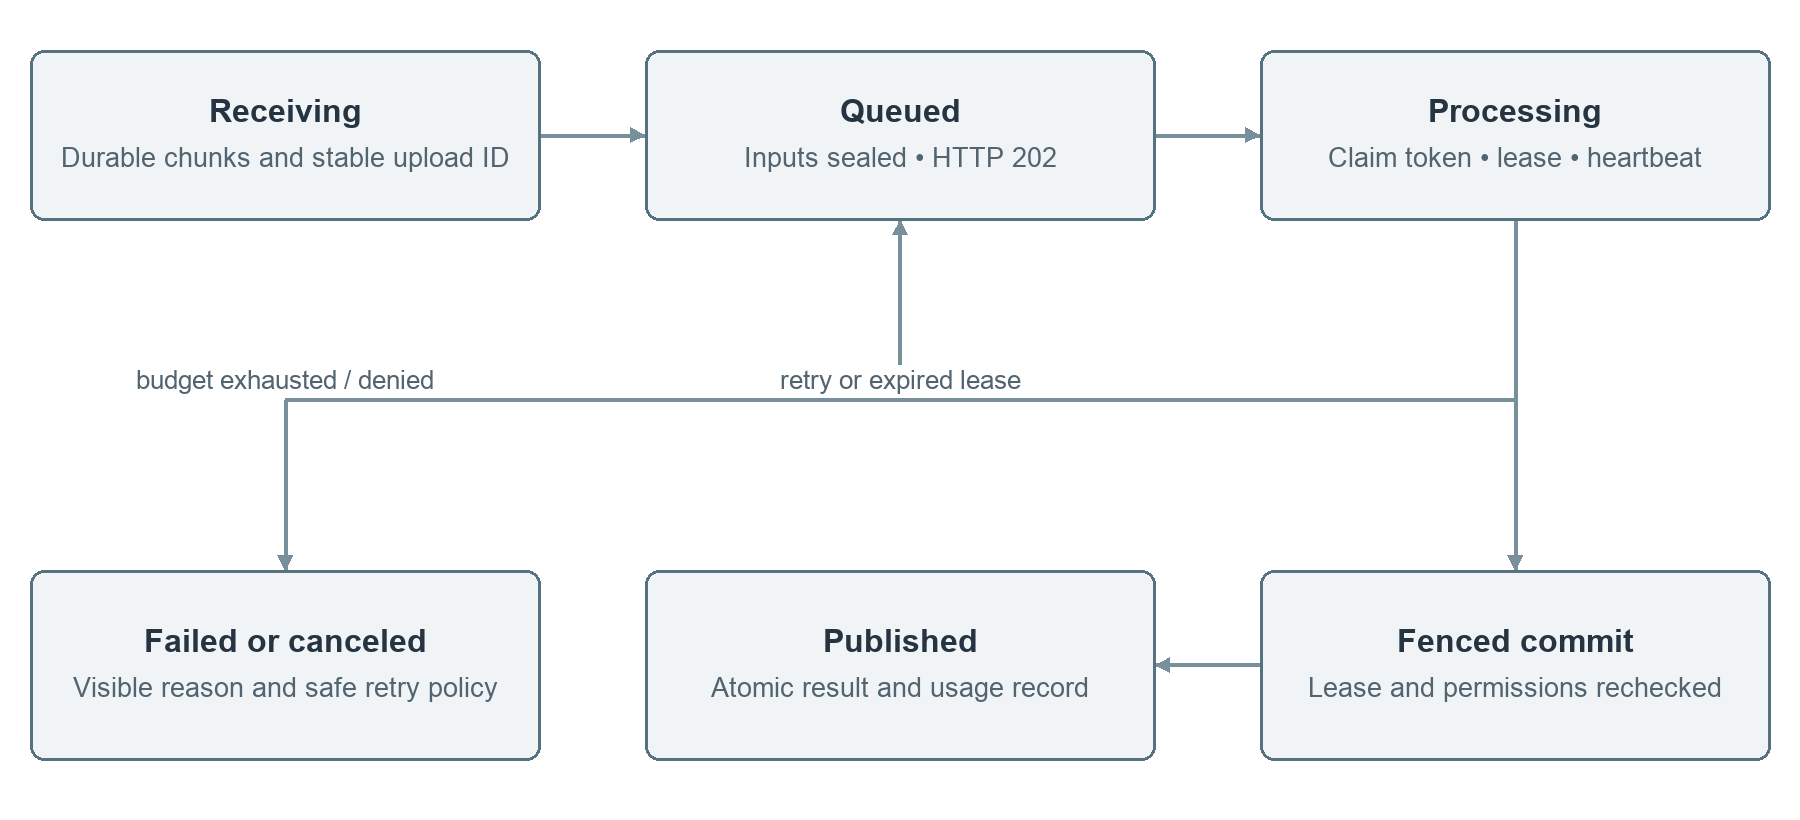 Receiving
Durable chunks and stable upload ID
Queued
Inputs sealed • HTTP 202
Processing
Claim token • lease • heartbeat
budget exhausted / denied
retry or expired lease
Failed or canceled
Visible reason and safe retry policy
Published
Atomic result and usage record
Fenced commit
Lease and permissions rechecked